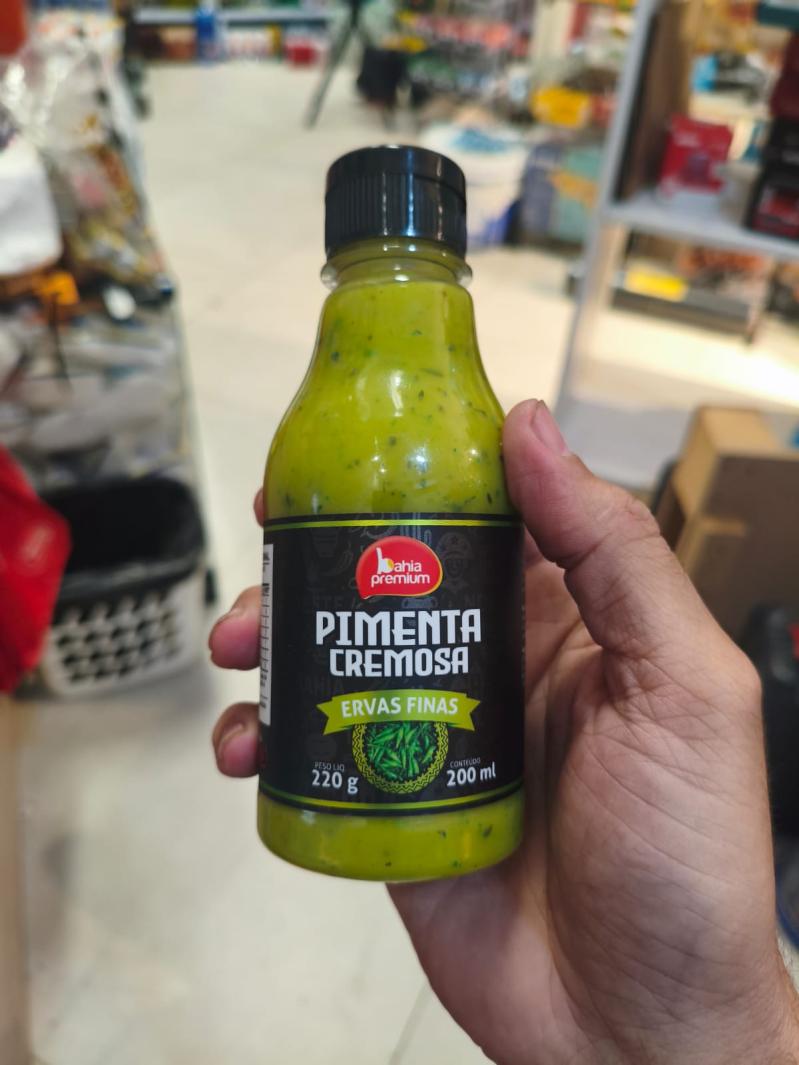 bahia
premium
PIMENTA
CREMOSA
ERVAS FINAS
PESO LIQ.
220 g
CONTEÚDO
200 ml